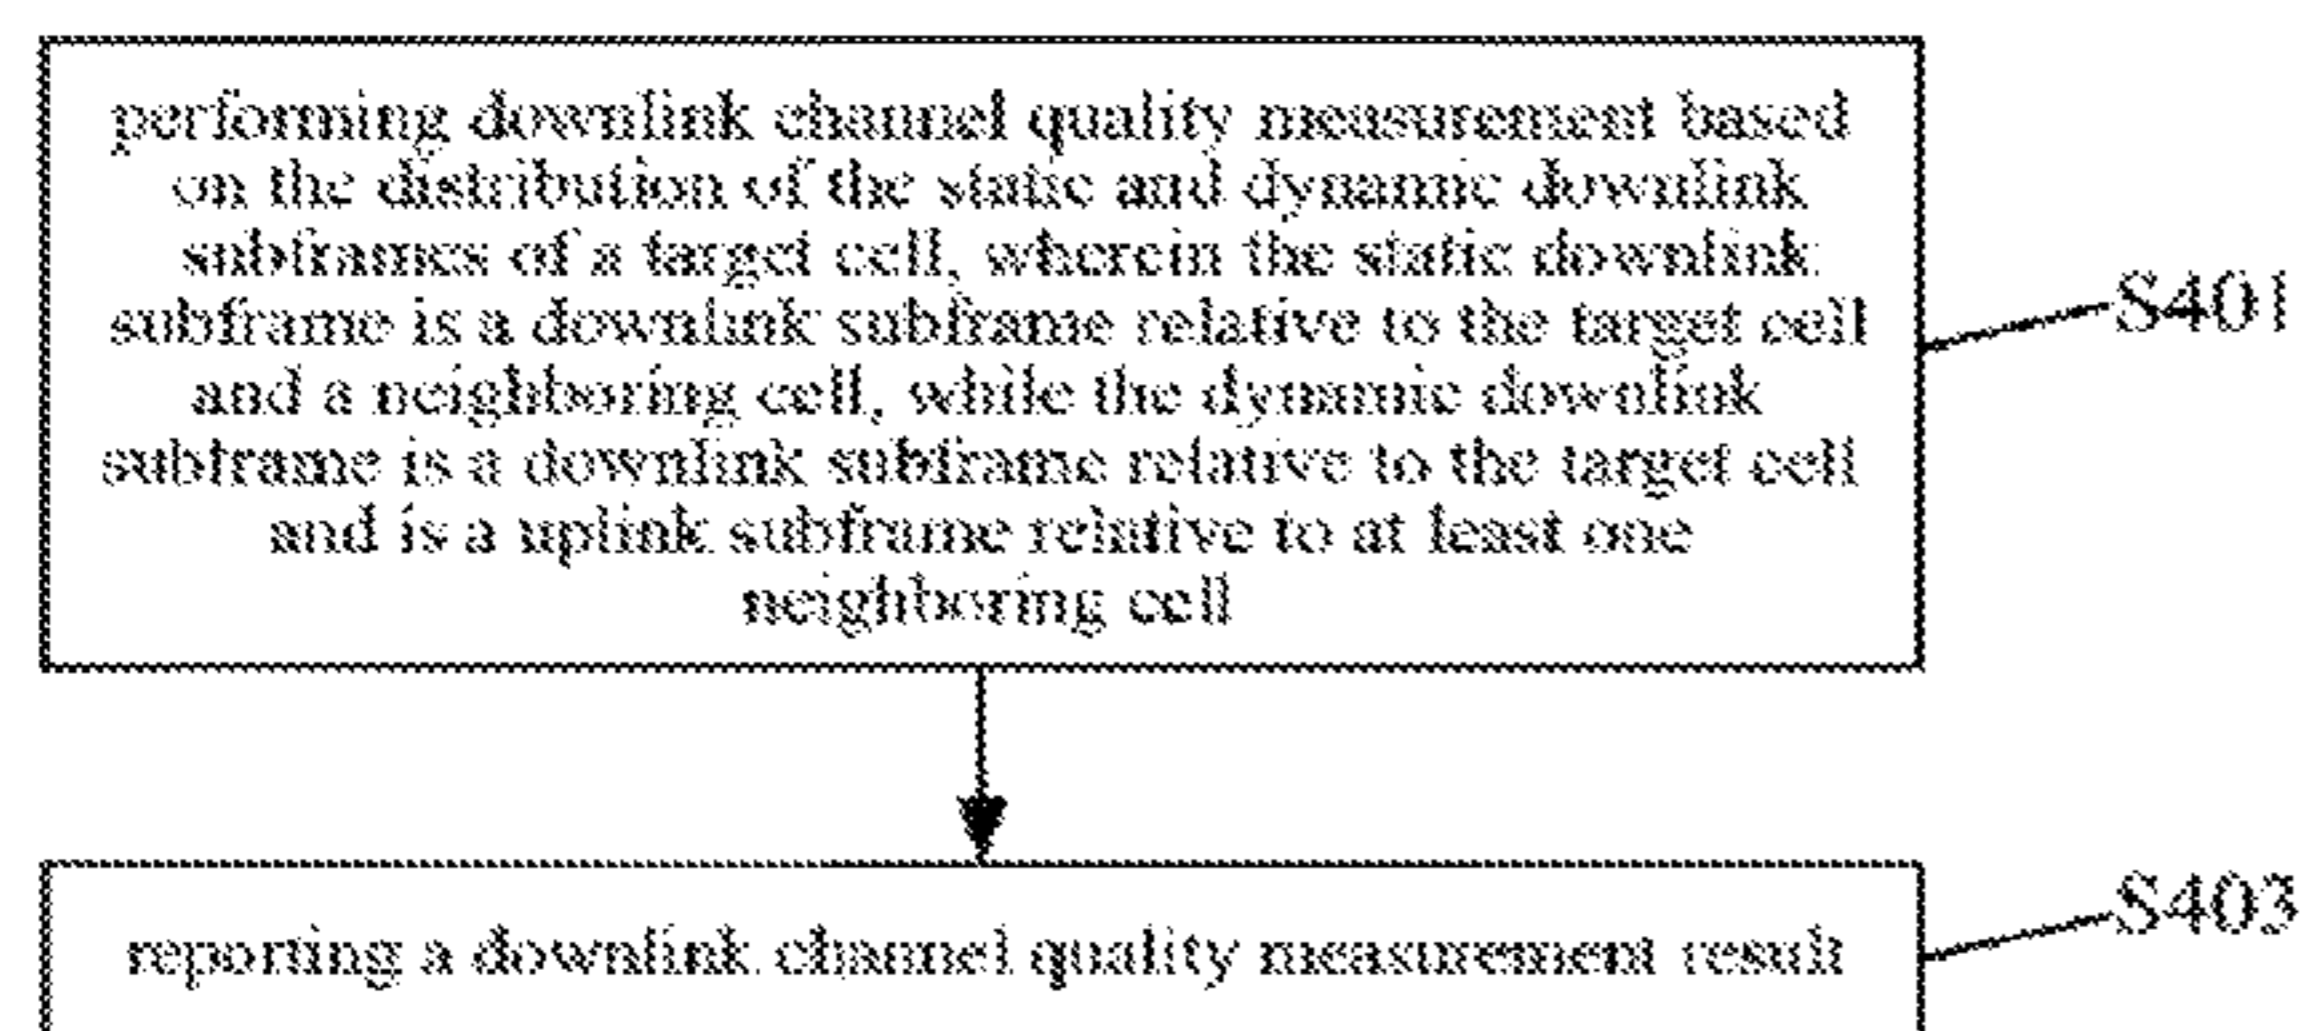 performing downlink channel quality measurement based
on the distribution of the static and dynamic downlink
subframes of a target cell, wherein the static downlink
subframe is a downlink subframe relative to the target cell
and a neighboring cell, while the dynamic downlink
subframe is a downlink subframe relative to the target cell
and is a uplink subframe relative to at least one
neighboring cell
S401
S403
reporting a downlink channel quality measurement result